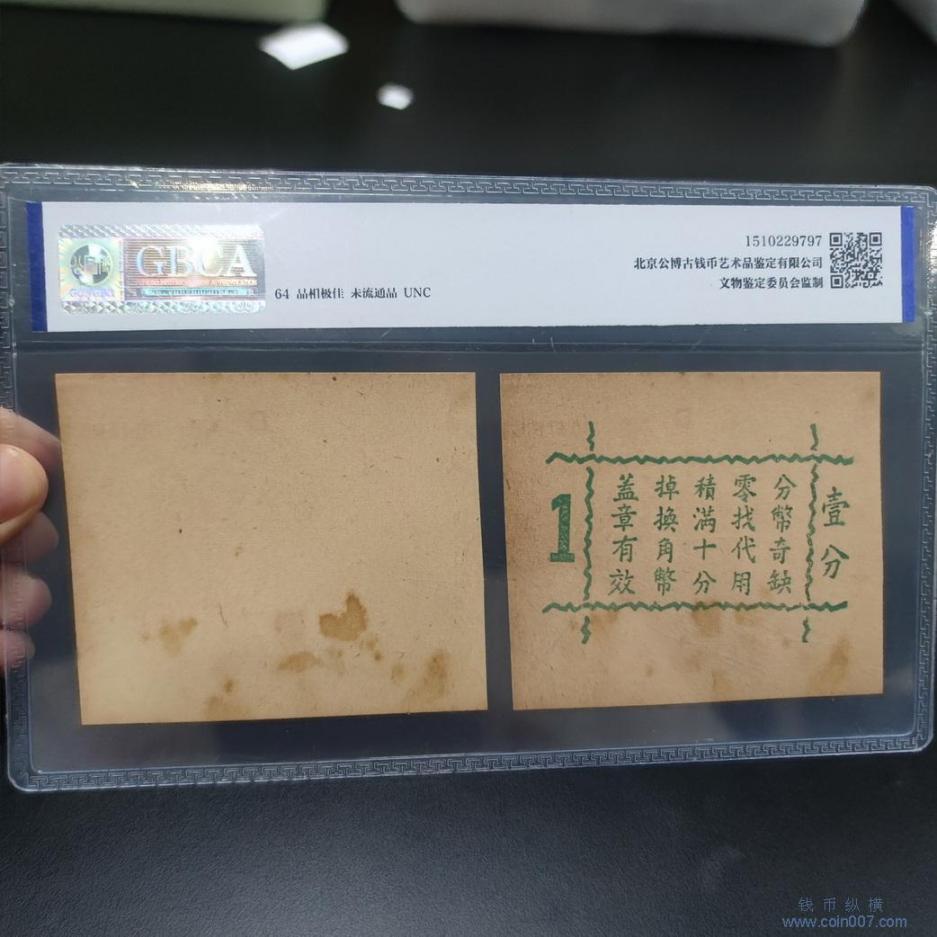 GBCA
64 品相极佳 未流通品 UNC
1510229797
北京公博古钱币艺术品鉴定有限公司
文物鉴定委员会监制
壹分
分幣奇缺
零找代用
積滿十分
掉換角幣
蓋章有效
1
钱币纵横
www.coin007.com